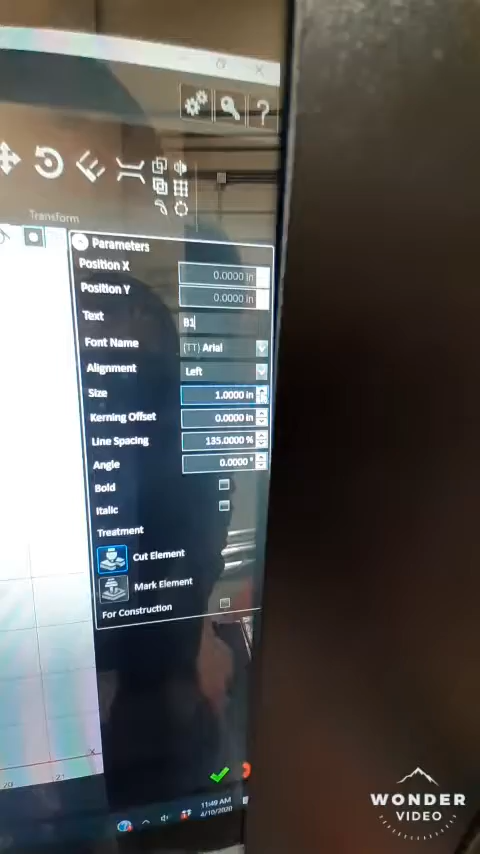 ?
Transform
Parameters
Position X 0.0000 in
Position Y 0.0000 in
Text B1
Font Name (TT) Arial
Alignment Left
Size 1.0000 in
Kerning Offset 0.0000 in
Line Spacing 135.0000 %
Angle 0.0000 °
Bold
Italic
Treatment
Cut Element
Mark Element
For Construction
X
20 21
11:49 AM
4/10/2020
WONDER
VIDEO